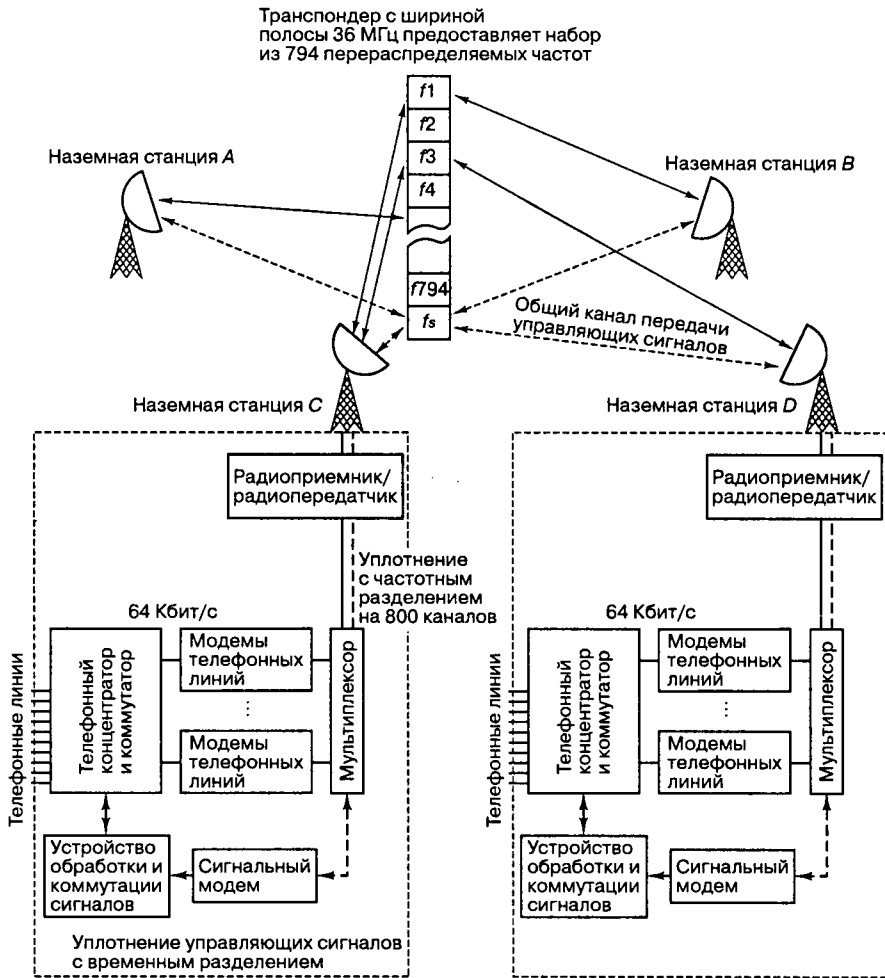 Транспондер с шириной
полосы 36 МГц предоставляет набор
из 794 перераспределяемых частот
f1
f2
f3
f4
f794
fs
Наземная станция A
Наземная станция B
Общий канал передачи
управляющих сигналов
Наземная станция C
Наземная станция D
Радиоприемник/
радиопередатчик
Уплотнение
с частотным
разделением
на 800 каналов
64 Кбит/с
Телефонные линии
Телефонный
концентратор
и коммутатор
Модемы
телефонных
линий
Модемы
телефонных
линий
Мультиплексор
Устройство
обработки и
коммутации
сигналов
Сигнальный
модем
Уплотнение управляющих сигналов
с временным разделением
Радиоприемник/
радиопередатчик
64 Кбит/с
Телефонные линии
Телефонный
концентратор
и коммутатор
Модемы
телефонных
линий
Модемы
телефонных
линий
Мультиплексор
Устройство
обработки и
коммутации
сигналов
Сигнальный
модем